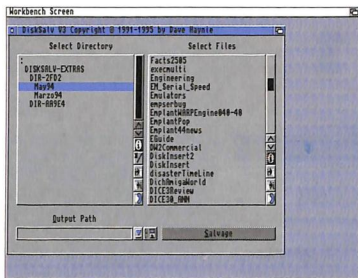 Workbench Screen
DiskSalv V3 Copyright © 1991-1995 by Dave Haynie
Select Directory
Select Files
:
DISKSALV-EXTRAS
DIR-2FD2
May94
Marzo94
DIR-AA9E4
Facts2505
execmulti
Engineering
EM_Serial_Speed
Emulators
empserbug
EmplantWARPEngine040-40
EmplantPop
Emplant44news
EGuide
DW2Commercial
DiskInsert2
DiskInsert
disasterTimeLine
DichAmigaWorld
DICE3Review
DICE30_ANN
Output Path
Salvage